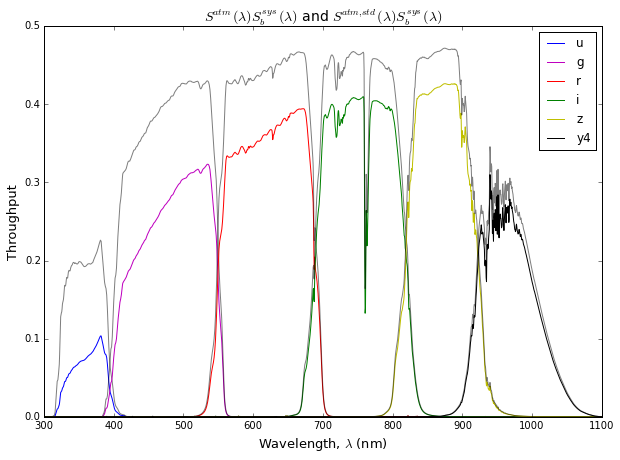 S^{atm}(λ)S_b^{sys}(λ) and S^{atm,std}(λ)S_b^{sys}(λ)
0.5
0.4
0.3
0.2
0.1
0.0
Throughput
u
g
r
i
z
y4
300 400 500 600 700 800 900 1000 1100
Wavelength, λ (nm)